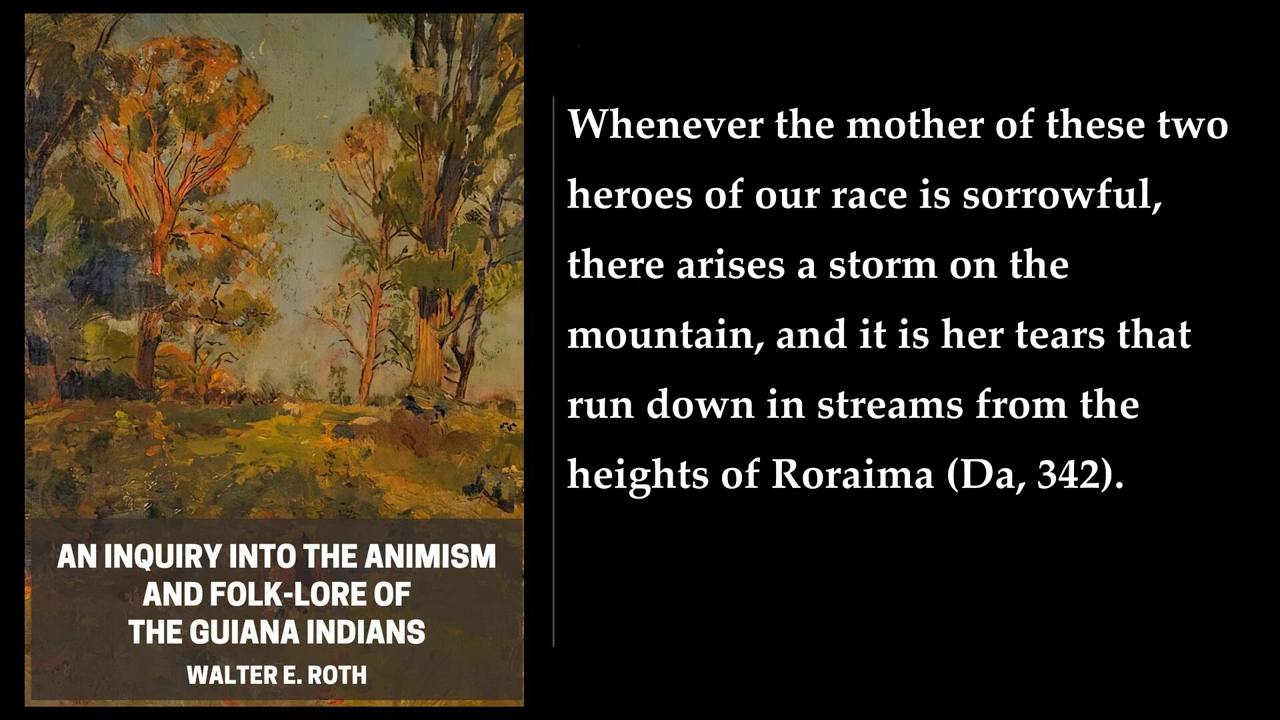 Whenever the mother of these two
heroes of our race is sorrowful,
there arises a storm on the
mountain, and it is her tears that
run down in streams from the
heights of Roraima (Da, 342).
AN INQUIRY INTO THE ANIMISM
AND FOLK-LORE OF
THE GUIANA INDIANS
WALTER E. ROTH